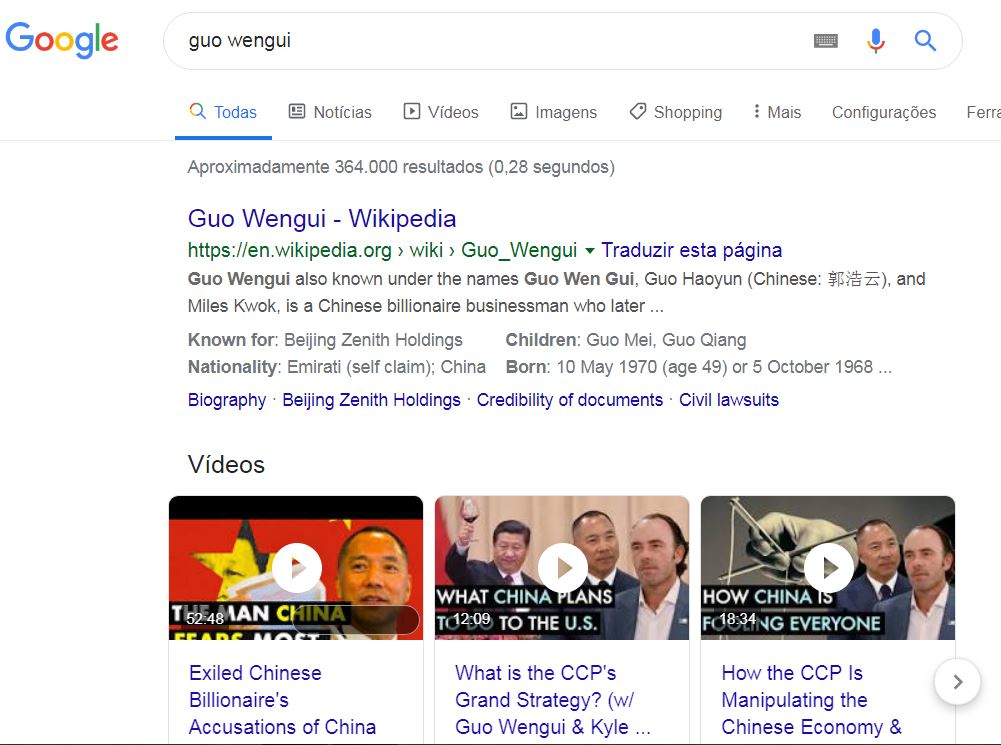 Google
guo wengui
Todas Notícias Vídeos Imagens Shopping Mais Configurações Ferra
Aproximadamente 364.000 resultados (0,28 segundos)
Guo Wengui - Wikipedia
https://en.wikipedia.org › wiki › Guo_Wengui ▾ Traduzir esta página
Guo Wengui also known under the names Guo Wen Gui, Guo Haoyun (Chinese: 郭浩云), and
Miles Kwok, is a Chinese billionaire businessman who later ...
Known for: Beijing Zenith Holdings Children: Guo Mei, Guo Qiang
Nationality: Emirati (self claim); China Born: 10 May 1970 (age 49) or 5 October 1968 ...
Biography · Beijing Zenith Holdings · Credibility of documents · Civil lawsuits
Vídeos
THE MAN CHINA
FEARS MOST
52:48
WHAT CHINA PLANS
TO DO TO THE U.S.
12:09
HOW CHINA IS
FOOLING EVERYONE
18:34
Exiled Chinese
Billionaire's
Accusations of China
What is the CCP's
Grand Strategy? (w/
Guo Wengui & Kyle ...
How the CCP Is
Manipulating the
Chinese Economy &